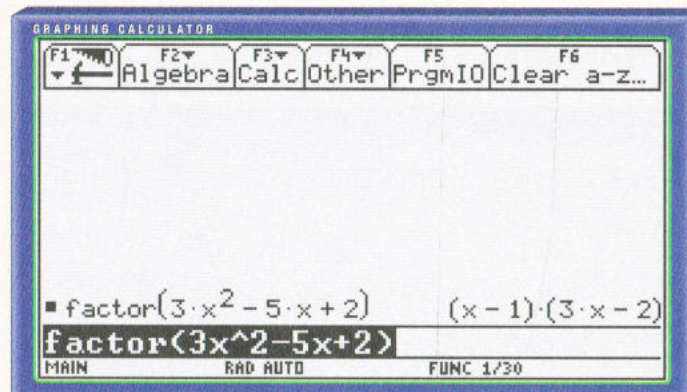 GRAPHING CALCULATOR
F1 F2 F3 F4 F5 F6
Algebra Calc Other PrgmIO Clear a-z…
▪ factor(3·x² − 5·x + 2) (x − 1)·(3·x − 2)
factor(3x^2-5x+2)
MAIN RAD AUTO FUNC 1/30